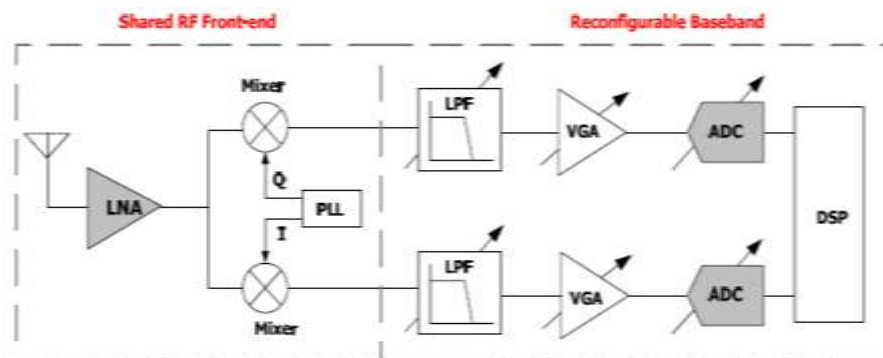 Shared RF Front-end
Reconfigurable Baseband
Mixer
LPF
VGA
ADC
Q
LNA
PLL
DSP
I
LPF
VGA
ADC
Mixer